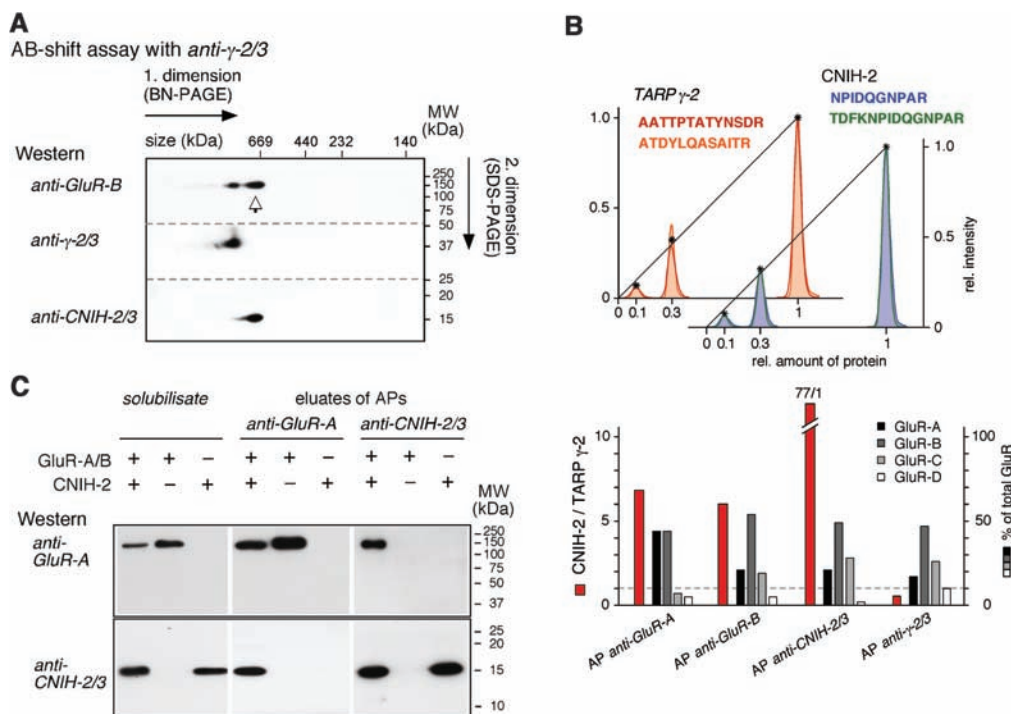 A
AB-shift assay with anti-γ-2/3
1. dimension
(BN-PAGE)
MW
(kDa)
size (kDa) 669 440 232 140
Western
anti-GluR-B
anti-γ-2/3
anti-CNIH-2/3
250
150
100
75
50
37
25
20
15
2. dimension
(SDS-PAGE)
B
TARP γ-2
AATTPTATYNSDR
ATDYLQASAITR
CNIH-2
NPIDQGNPAR
TDFKNPIDQGNPAR
1.0
0.5
0
0 0.1 0.3 1
1.0
0.5
0
rel. intensity
0 0.1 0.3 1
rel. amount of protein
C
solubilisate
eluates of APs
anti-GluR-A anti-CNIH-2/3
GluR-A/B + + – + + – + + –
CNIH-2 + – + + – + + – +
MW
(kDa)
Western
anti-
GluR-A
250
150
100
75
50
37
anti-
CNIH-2/3
25
20
15
10
77/1
CNIH-2 / TARP γ-2
10
5
0
GluR-A
GluR-B
GluR-C
GluR-D
100
50
0
% of total GluR
AP anti-GluR-A
AP anti-GluR-B
AP anti-CNIH-2/3
AP anti-γ-2/3